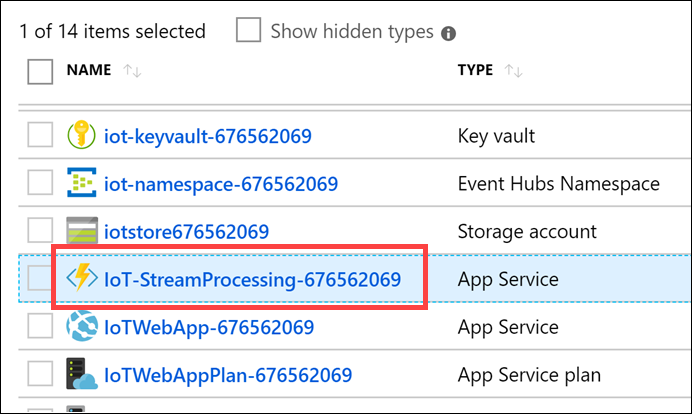 1 of 14 items selected Show hidden types
NAME TYPE
iot-keyvault-676562069 Key vault
iot-namespace-676562069 Event Hubs Namespace
iotstore676562069 Storage account
IoT-StreamProcessing-676562069 App Service
IoTWebApp-676562069 App Service
IoTWebAppPlan-676562069 App Service plan